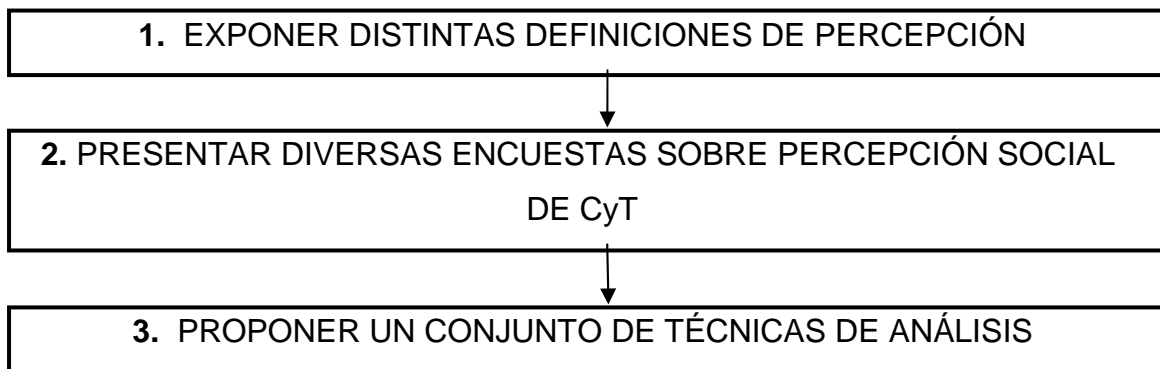 1. EXPONER DISTINTAS DEFINICIONES DE PERCEPCIÓN
2. PRESENTAR DIVERSAS ENCUESTAS SOBRE PERCEPCIÓN SOCIAL
DE CyT
3. PROPONER UN CONJUNTO DE TÉCNICAS DE ANÁLISIS